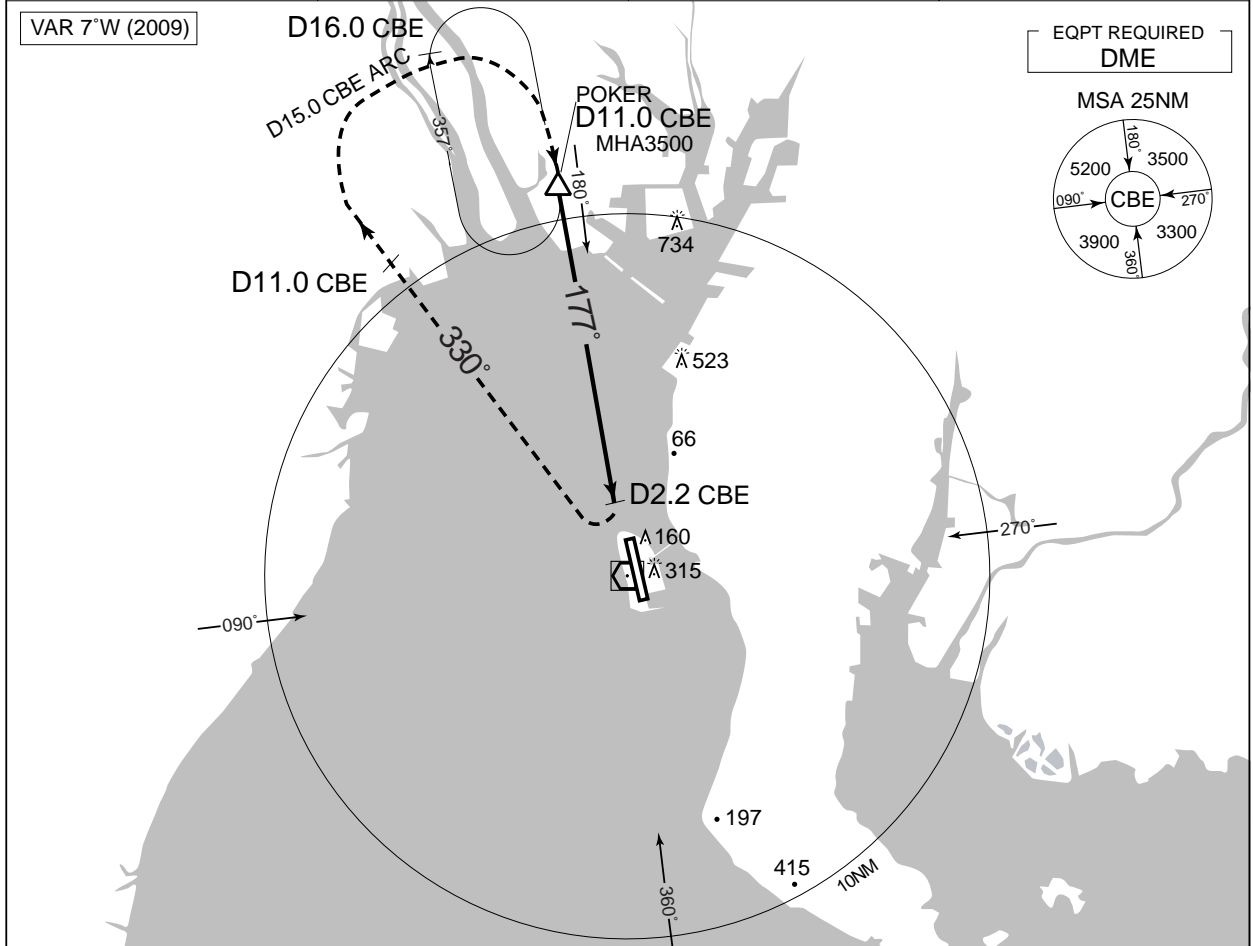 VAR 7°W (2009)
D16.0 CBE
D15.0 CBE ARC
357°
POKER
D11.0 CBE
MHA3500
180°
EQPT REQUIRED
DME
MSA 25NM
180°
5200
3500
090°
CBE
270°
3900
3300
360°
734
D11.0 CBE
177°
330°
523
66
D2.2 CBE
160
315
270°
090°
197
415
10NM
360°